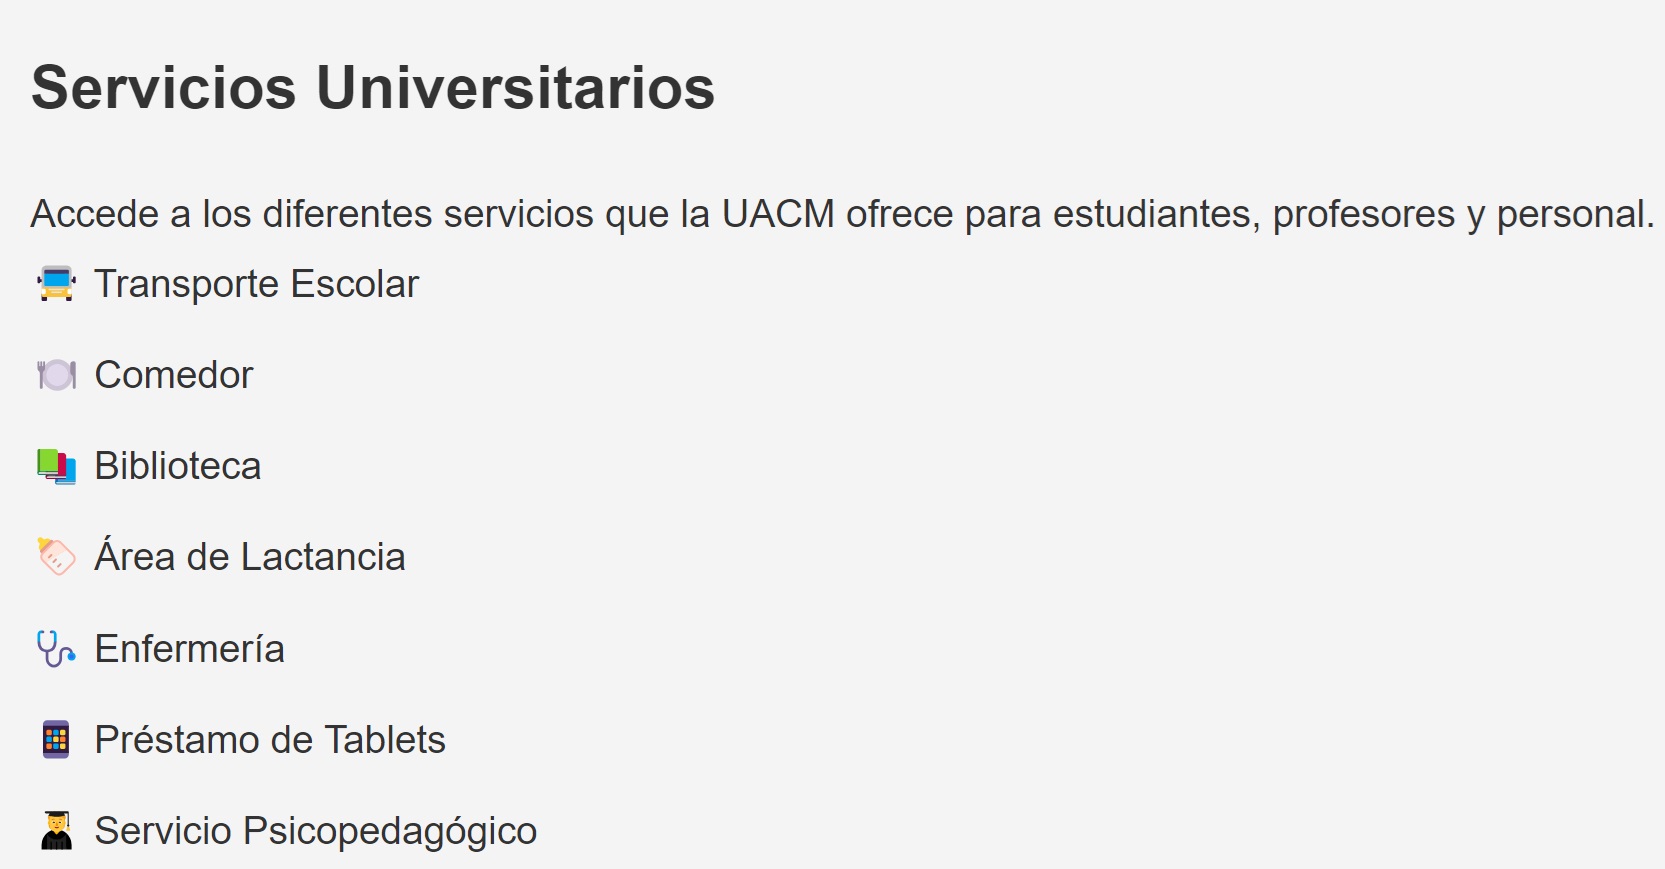 Servicios Universitarios
Accede a los diferentes servicios que la UACM ofrece para estudiantes, profesores y personal.
Transporte Escolar
Comedor
Biblioteca
Área de Lactancia
Enfermería
Préstamo de Tablets
Servicio Psicopedagógico